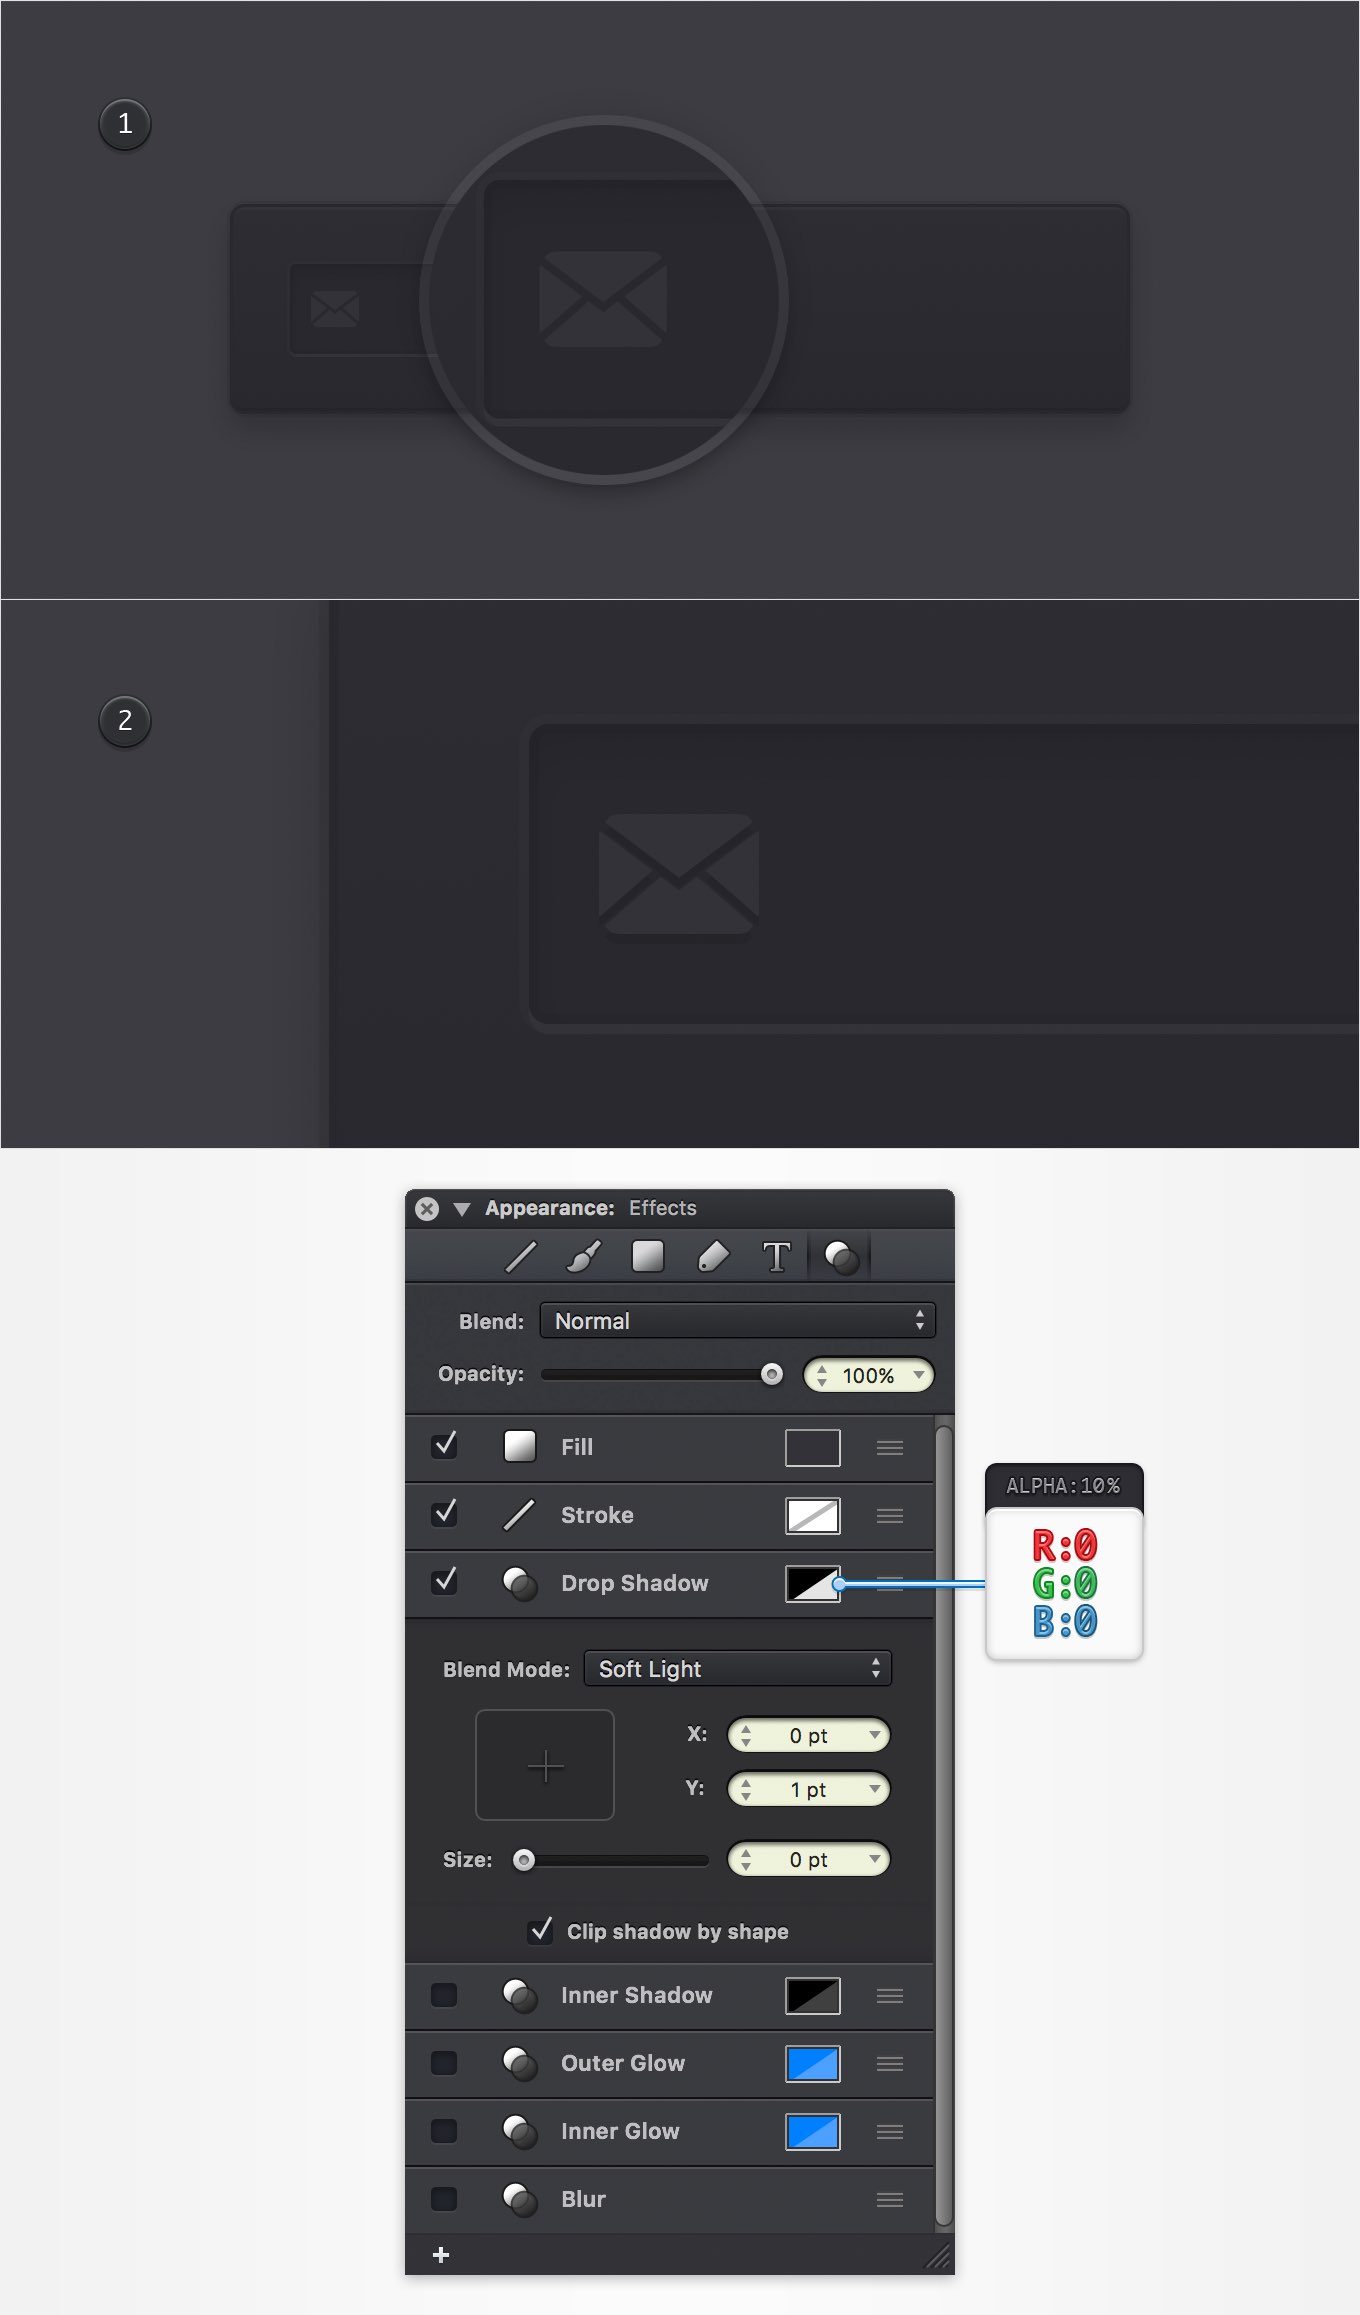 1
2
Appearance: Effects
T
Blend: Normal
Opacity: 100%
Fill
Stroke
Drop Shadow
ALPHA:10%
R:0
G:0
B:0
Blend Mode: Soft Light
X: 0 pt
Y: 1 pt
Size: 0 pt
Clip shadow by shape
Inner Shadow
Outer Glow
Inner Glow
Blur
+